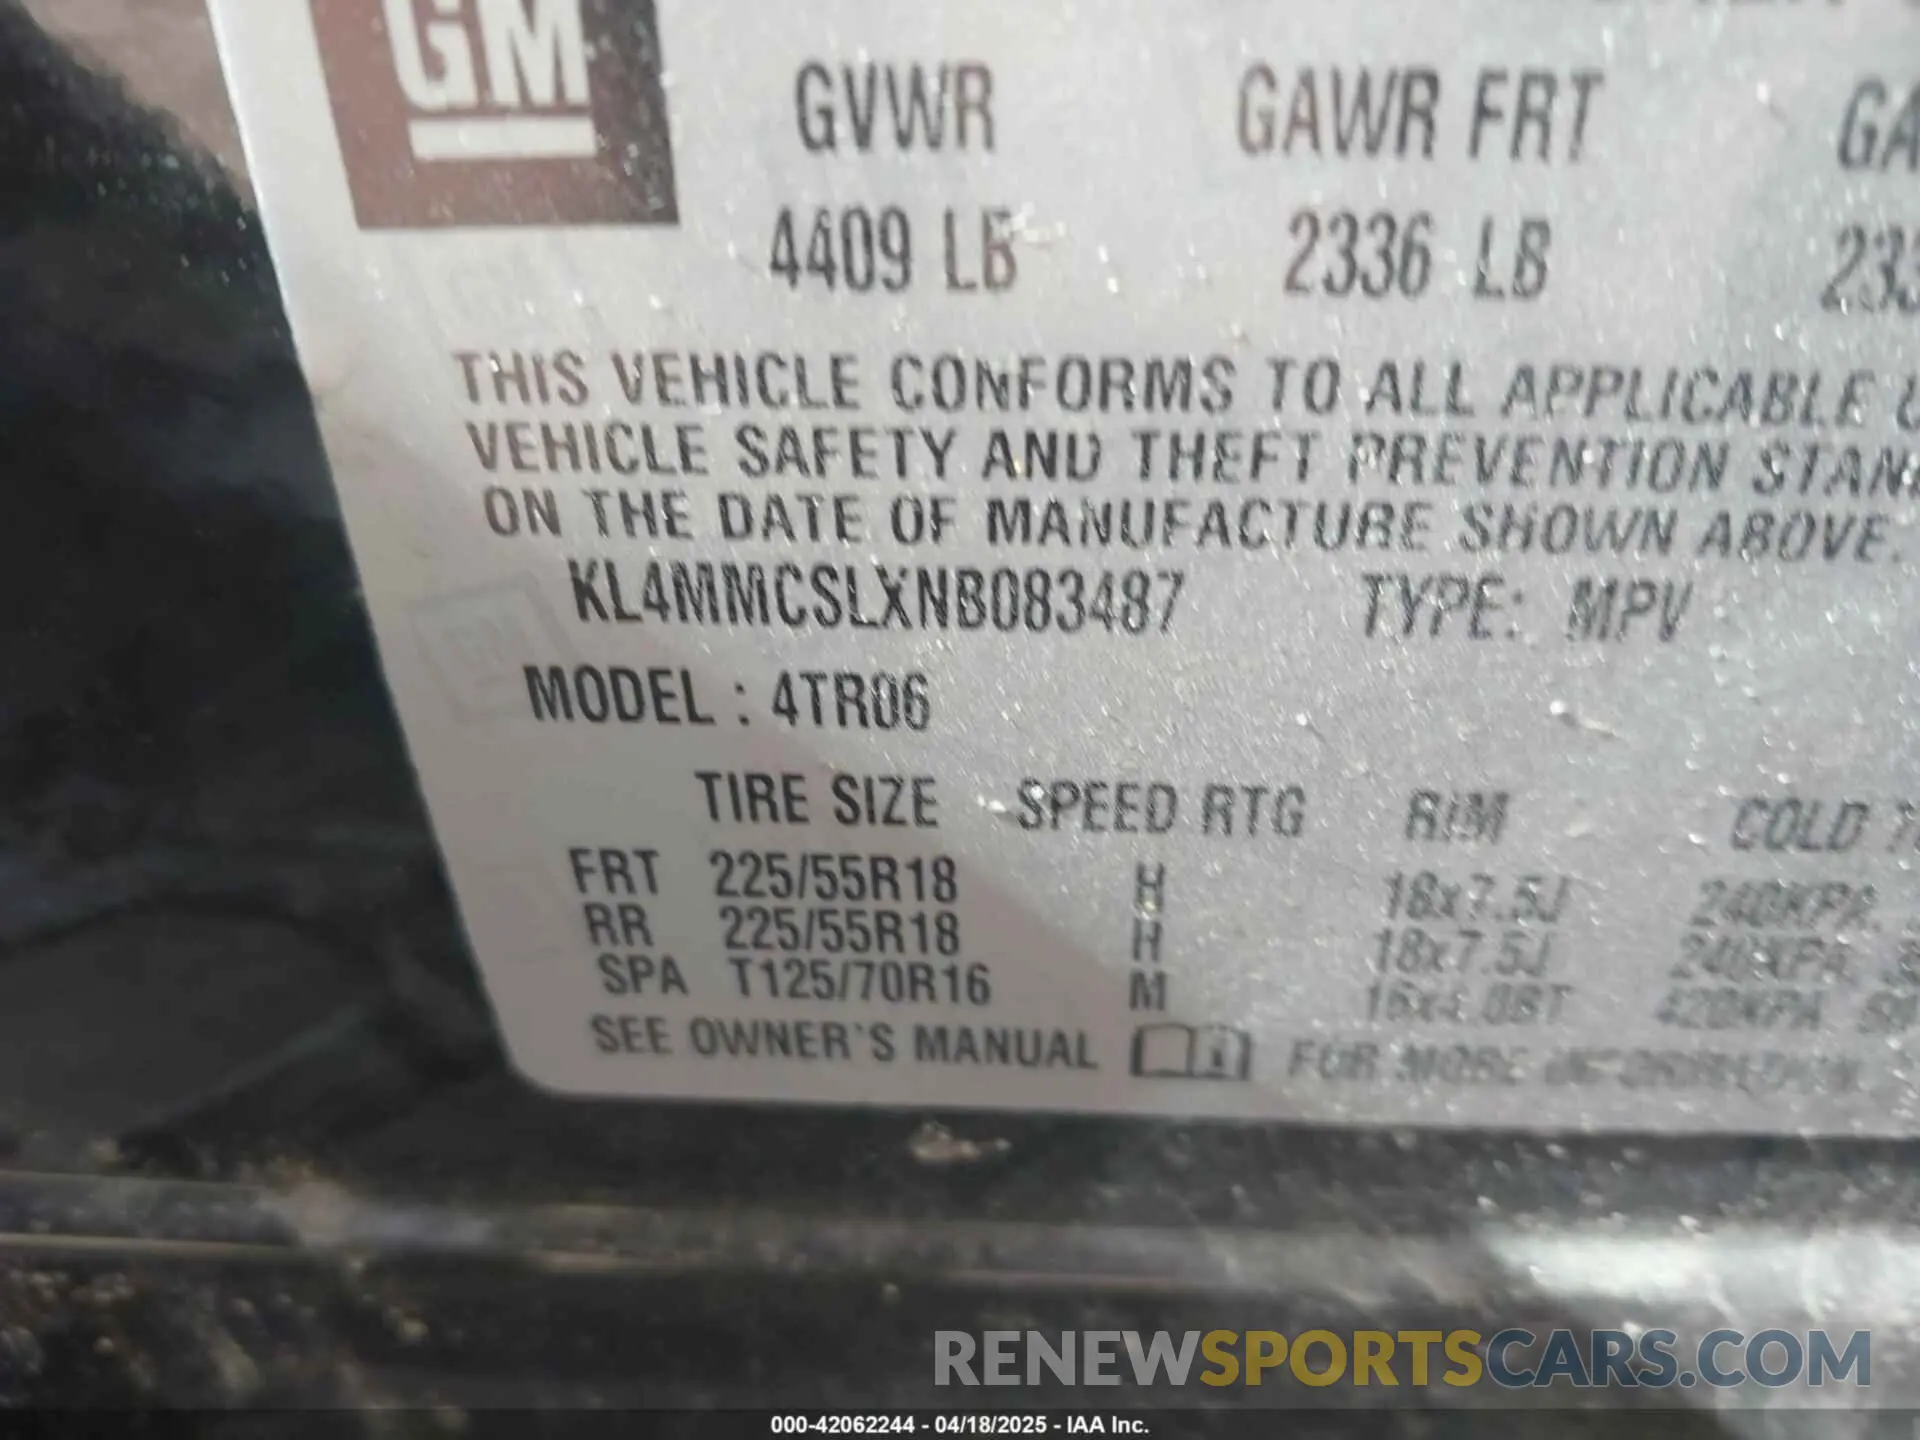 GM
GVWR GAWR FRT GA
4409 LB 2336 LB 233
THIS VEHICLE CONFORMS TO ALL APPLICABLE U
VEHICLE SAFETY AND THEFT PREVENTION STAN
ON THE DATE OF MANUFACTURE SHOWN ABOVE.
KL4MMCSLXNB083487 TYPE: MPV
MODEL : 4TR06
TIRE SIZE SPEED RTG RIM COLD
FRT 225/55R18 H 18x7.5J 240KPA
RR 225/55R18 H 18x7.5J 240KPA
SPA T125/70R16 M 16x4.0BT 420KPA
SEE OWNER'S MANUAL FOR MORE INFORMATION
RENEWSPORTSCARS.COM
000-42062244 - 04/18/2025 - IAA Inc.